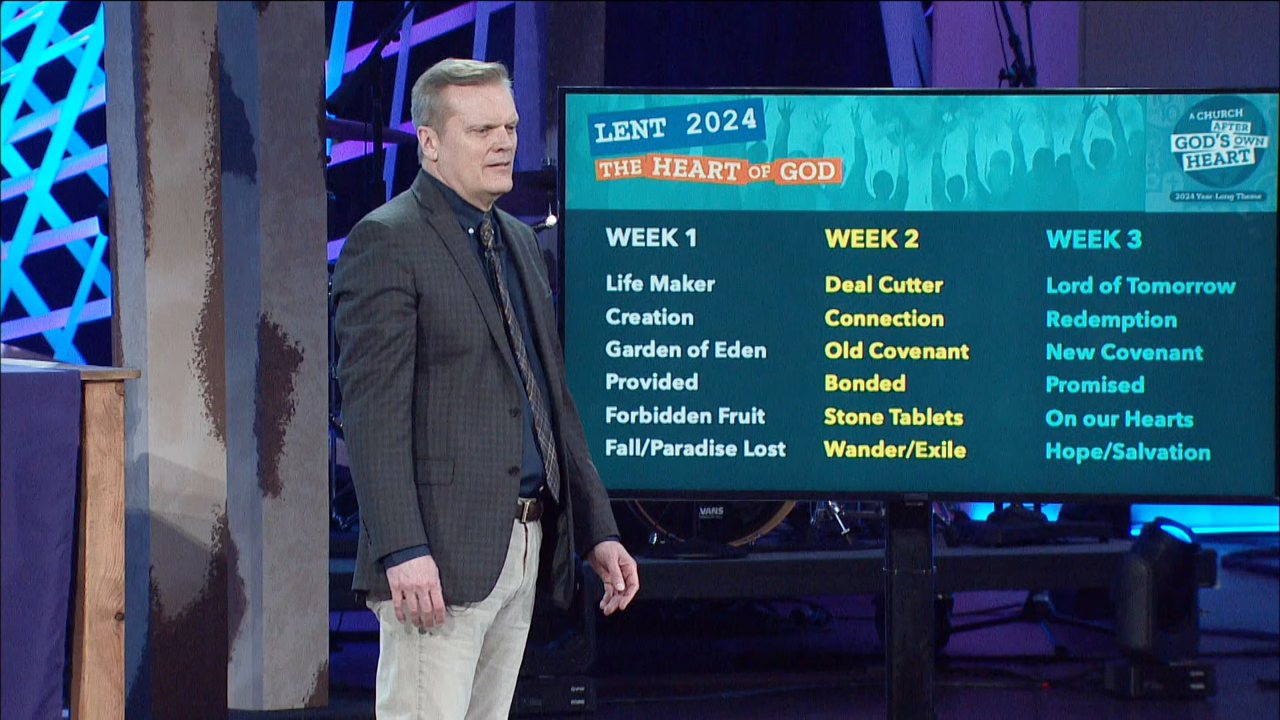 LENT 2024
THE HEART OF GOD
A CHURCH
AFTER
GOD'S OWN
HEART
2024 Year Long Theme
WEEK 1
Life Maker
Creation
Garden of Eden
Provided
Forbidden Fruit
Fall/Paradise Lost
WEEK 2
Deal Cutter
Connection
Old Covenant
Bonded
Stone Tablets
Wander/Exile
WEEK 3
Lord of Tomorrow
Redemption
New Covenant
Promised
On our Hearts
Hope/Salvation
VANS